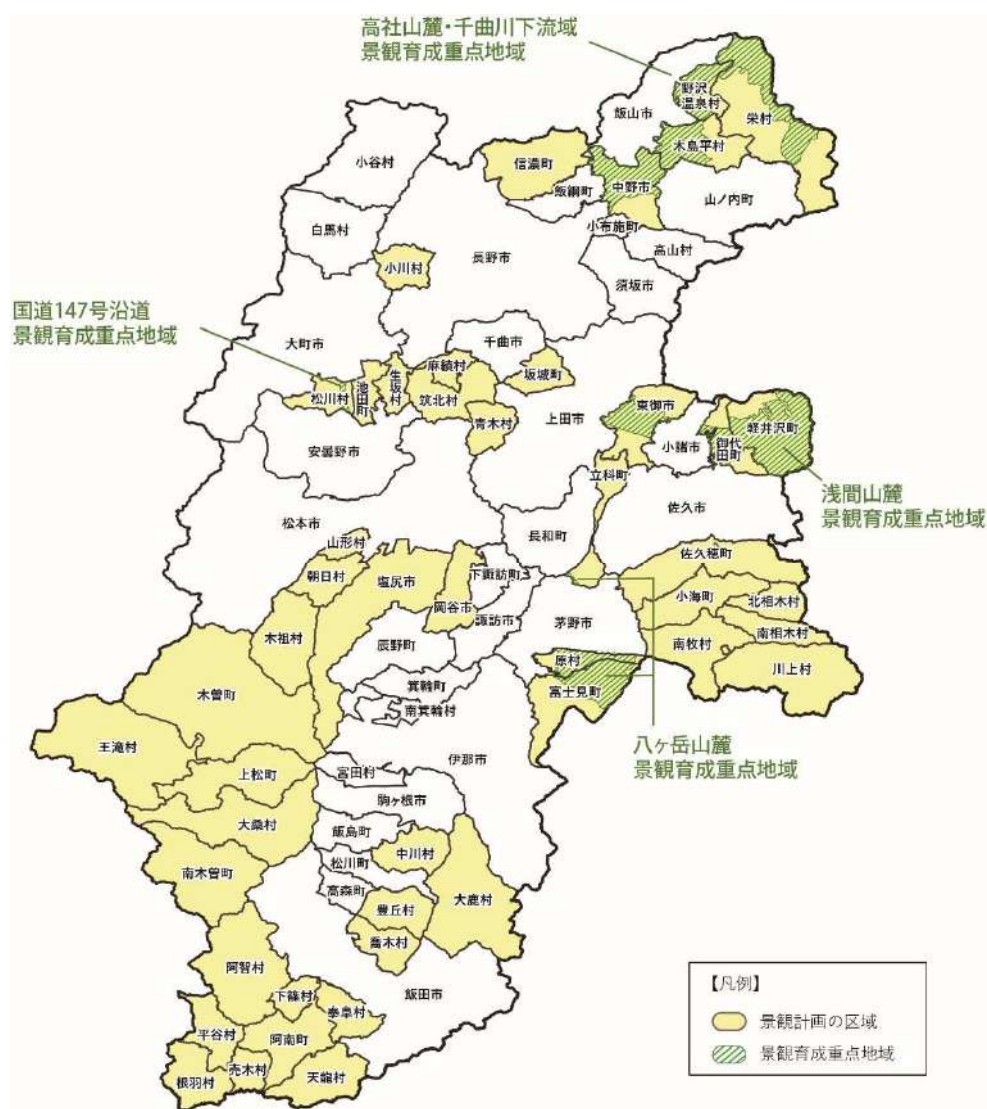 高社山麓・千曲川下流域
景観育成重点地域
野沢
温泉村
飯山市
栄村
木島平村
小谷村
信濃町
中野市
飯綱町
山ノ内町
白馬村
小布施町
高山村
長野市
小川村
須坂市
国道147号沿道
景観育成重点地域
大町市
千曲市
麻績村
生
坂
村
坂城町
池
田
町
松川村
筑北村
東御市
青木村
上田市
軽井沢町
小諸市
御代
田町
安曇野市
立科町
浅間山麓
景観育成重点地域
佐久市
松本市
長和町
山形村
佐久穂町
朝日村
塩尻市
下諏訪町
小海町
北相木村
岡谷市
諏訪市
茅野市
南相木村
木祖村
辰野町
南牧村
原村
川上村
箕輪町
富士見町
木曽町
南箕輪村
王滝村
伊那市
八ヶ岳山麓
景観育成重点地域
上松町
宮田村
駒ヶ根市
大桑村
飯島町
中川村
松川町
南木曽町
高森町
大鹿村
豊丘村
喬木村
阿智村
飯田市
下條村
泰阜村
平谷村
阿南町
売木村
天龍村
根羽村
【凡例】
景観計画の区域
景観育成重点地域